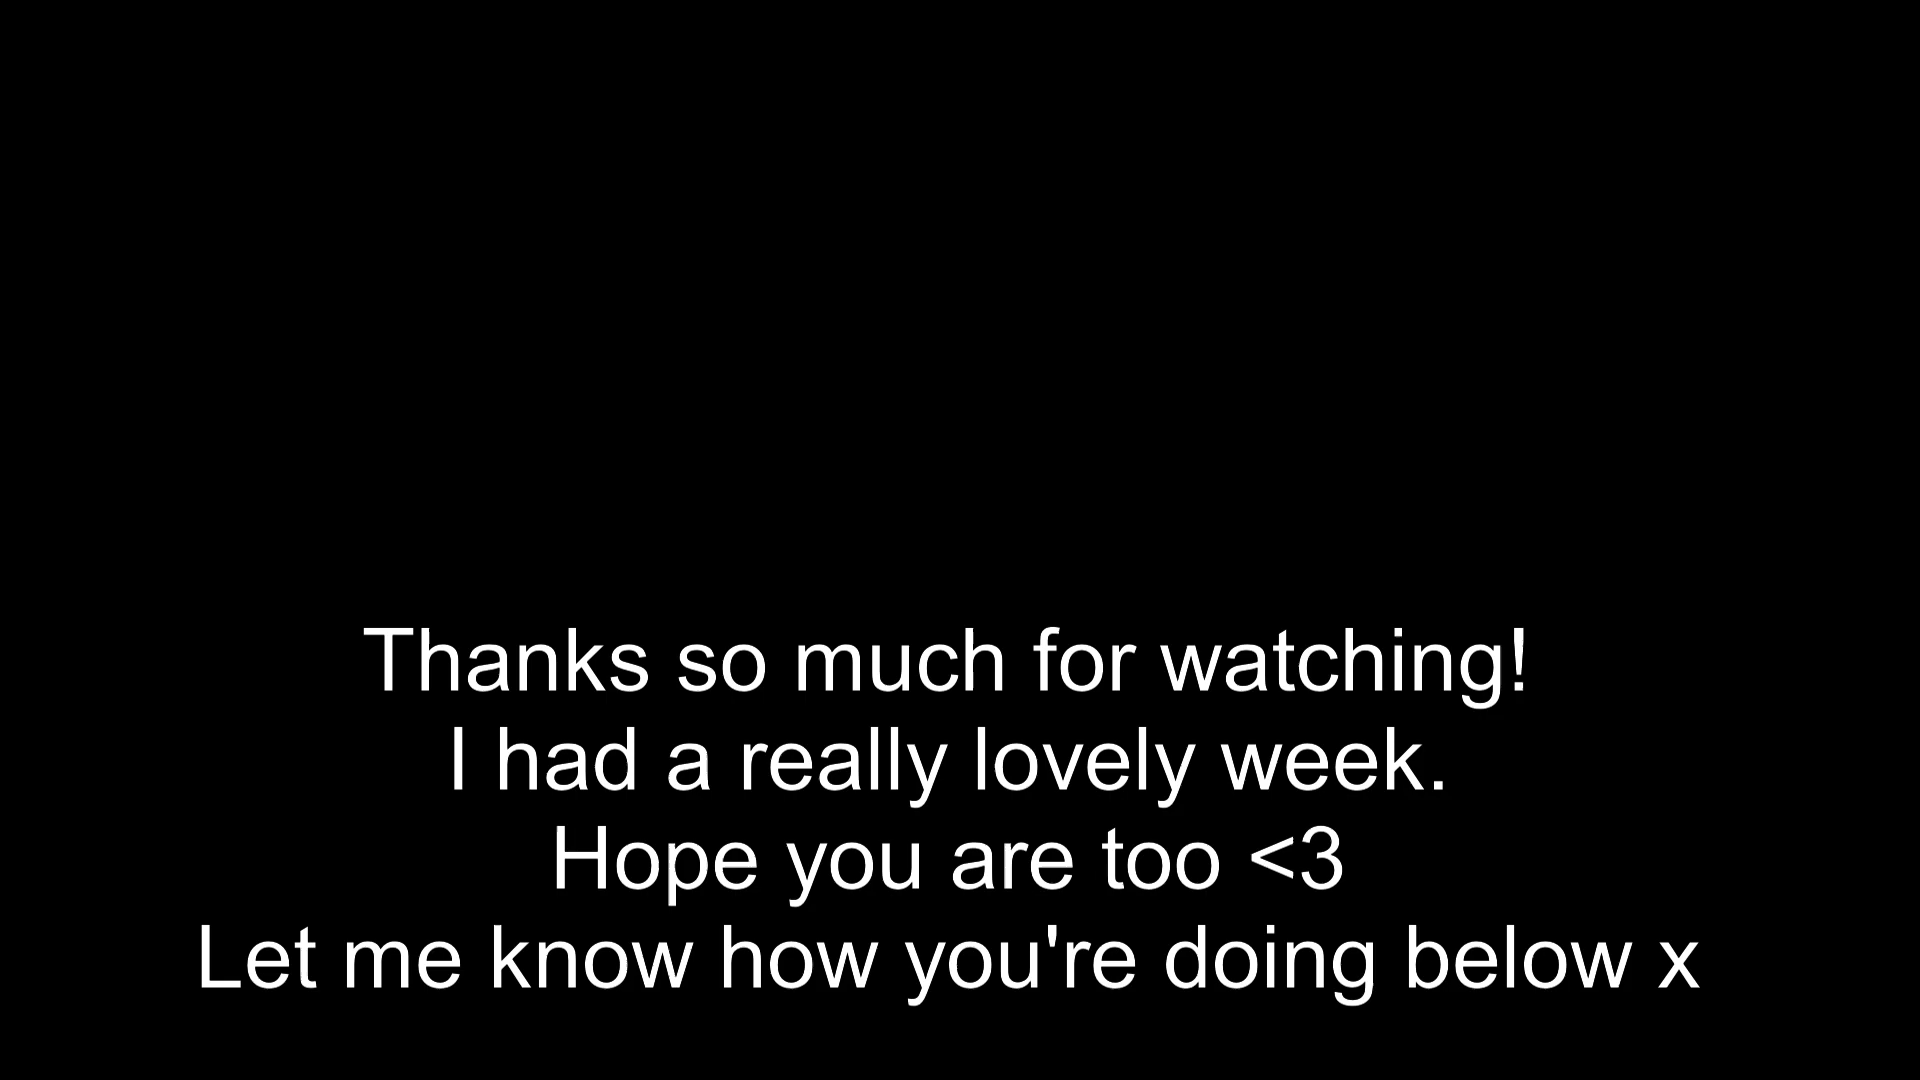 Thanks so much for watching!
I had a really lovely week.
Hope you are too <3
Let me know how you're doing below x